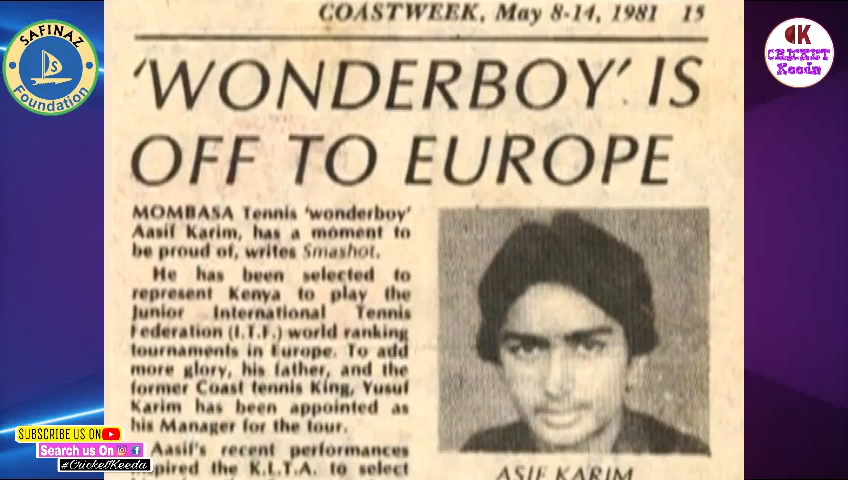 COASTWEEK, May 8-14, 1981 15
'WONDERBOY' IS
OFF TO EUROPE
MOMBASA Tennis 'wonderboy'
Aasif Karim, has a moment to
be proud of, writes Smashot.
He has been selected to
represent Kenya to play the
Junior International Tennis
Federation (I.T.F.) world ranking
tournaments in Europe. To add
more glory, his father, and the
former Coast tennis King, Yusuf
Karim has been appointed as
his Manager for the tour.
Aasif's recent performances
inspired the K.L.T.A. to select
ASIF KARIM
SAFINAZ
S
Foundation
CK
CRICKET
Keeda
SUBSCRIBE US ON
Search us On
#CricketKeeda